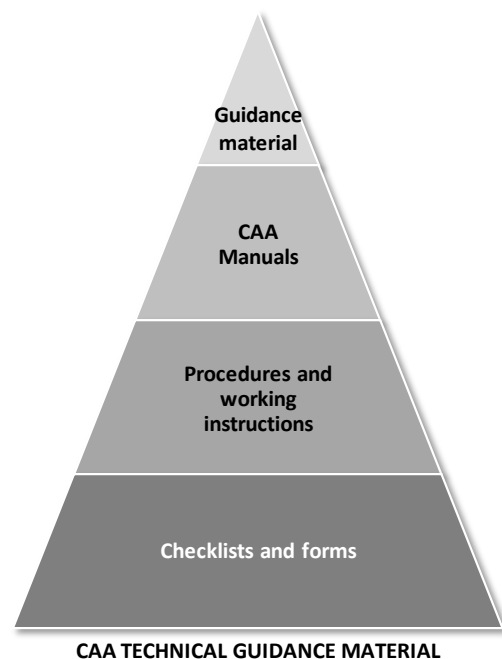 Guidance
material
CAA
Manuals
Procedures and
working
instructions
Checklists and forms
CAA TECHNICAL GUIDANCE MATERIAL